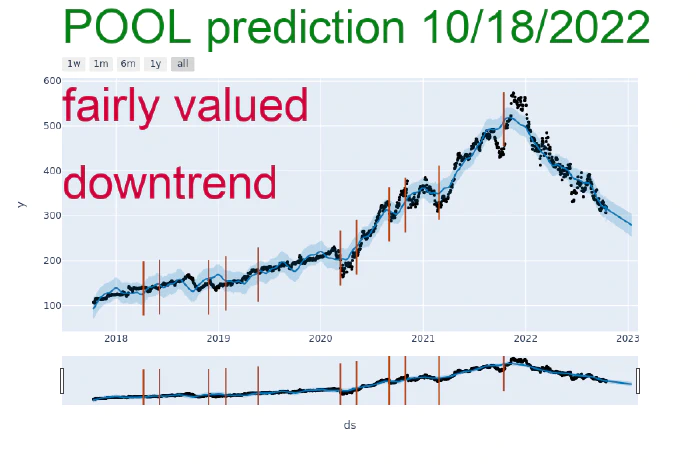 POOL prediction 10/18/2022
1w 1m 6m 1y all
600
fairly valued
500
400
downtrend
y
300
200
100
2018 2019 2020 2021 2022 2023
ds